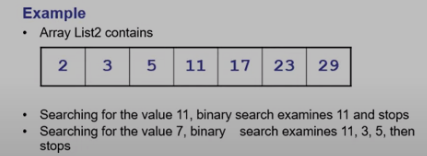 Example
• Array List2 contains
2 3 5 11 17 23 29
• Searching for the value 11, binary search examines 11 and stops
• Searching for the value 7, binary search examines 11, 3, 5, then
stops